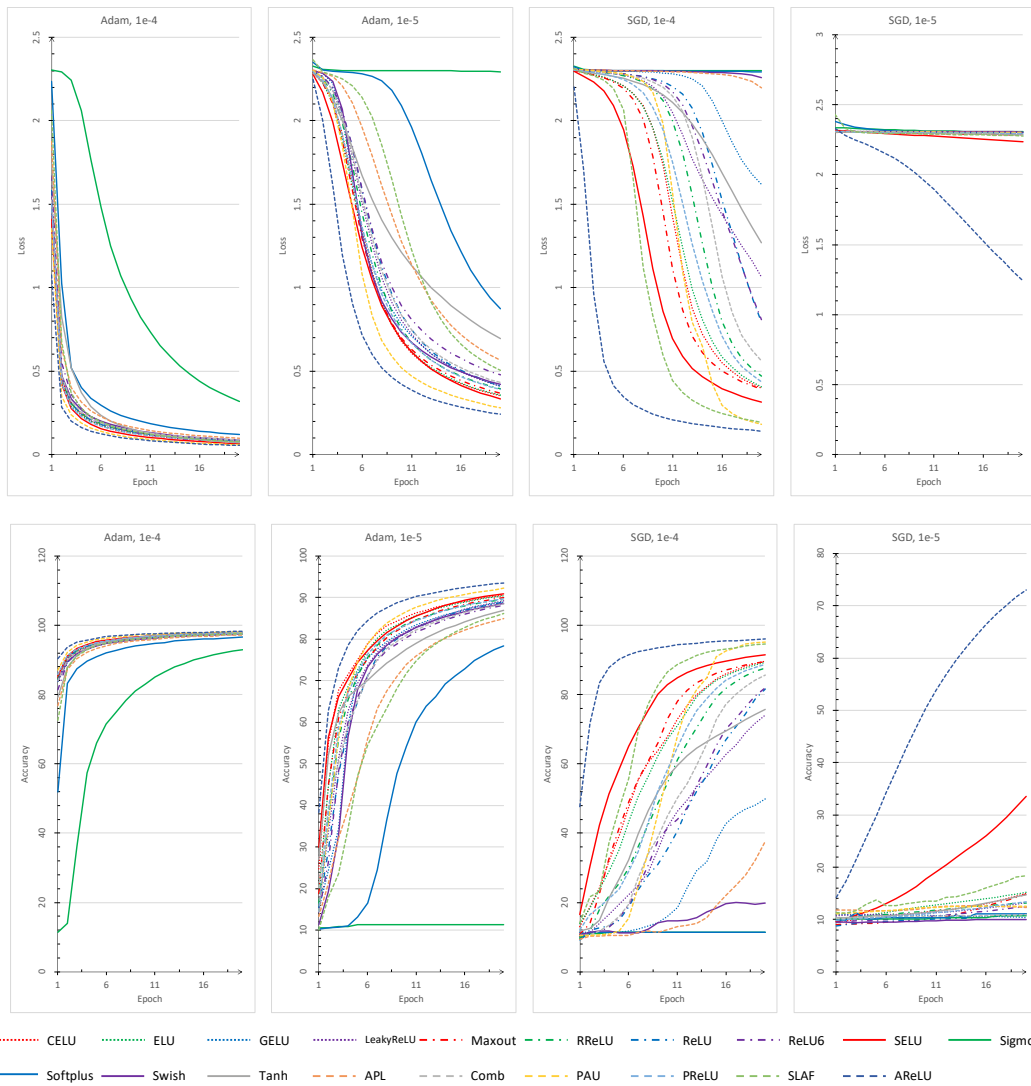 Adam, 1e-4
2.5
2
1.5
1
0.5
0
Loss
1 6 11 16
Epoch
Adam, 1e-5
2.5
2
1.5
1
0.5
0
Loss
1 6 11 16
Epoch
SGD, 1e-4
2.5
2
1.5
1
0.5
0
Loss
1 6 11 16
Epoch
SGD, 1e-5
3
2.5
2
1.5
1
0.5
0
Loss
1 6 11 16
Epoch
Adam, 1e-4
120
100
80
60
40
20
0
Accuracy
1 6 11 16
Epoch
Adam, 1e-5
100
90
80
70
60
50
40
30
20
10
0
Accuracy
1 6 11 16
Epoch
SGD, 1e-4
120
100
80
60
40
20
0
Accuracy
1 6 11 16
Epoch
SGD, 1e-5
80
70
60
50
40
30
20
10
0
Accuracy
1 6 11 16
Epoch
CELU ELU GELU LeakyReLU Maxout RReLU ReLU ReLU6 SELU Sigmo
Softplus Swish Tanh APL Comb PAU PReLU SLAF AReLU